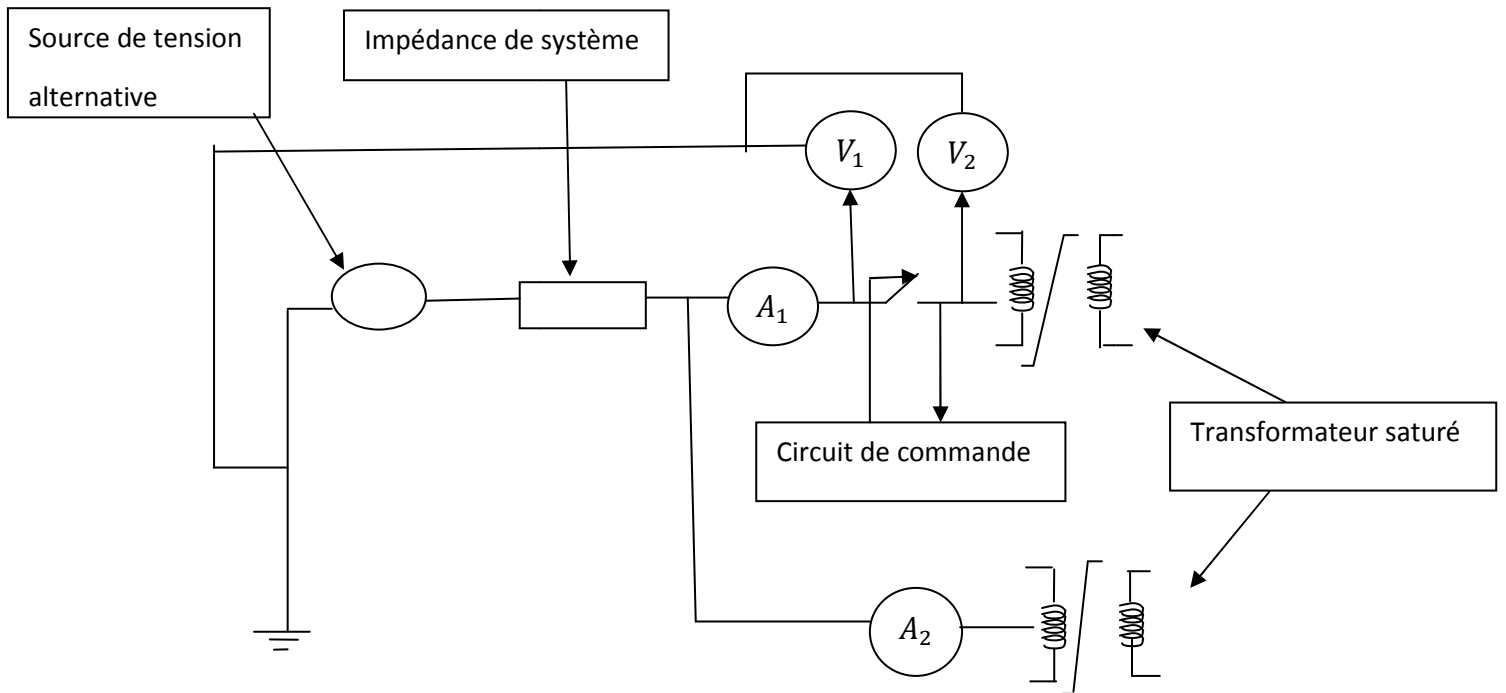 Source de tension
alternative
Impédance de système
V₁
V₂
A₁
Circuit de commande
Transformateur saturé
A₂